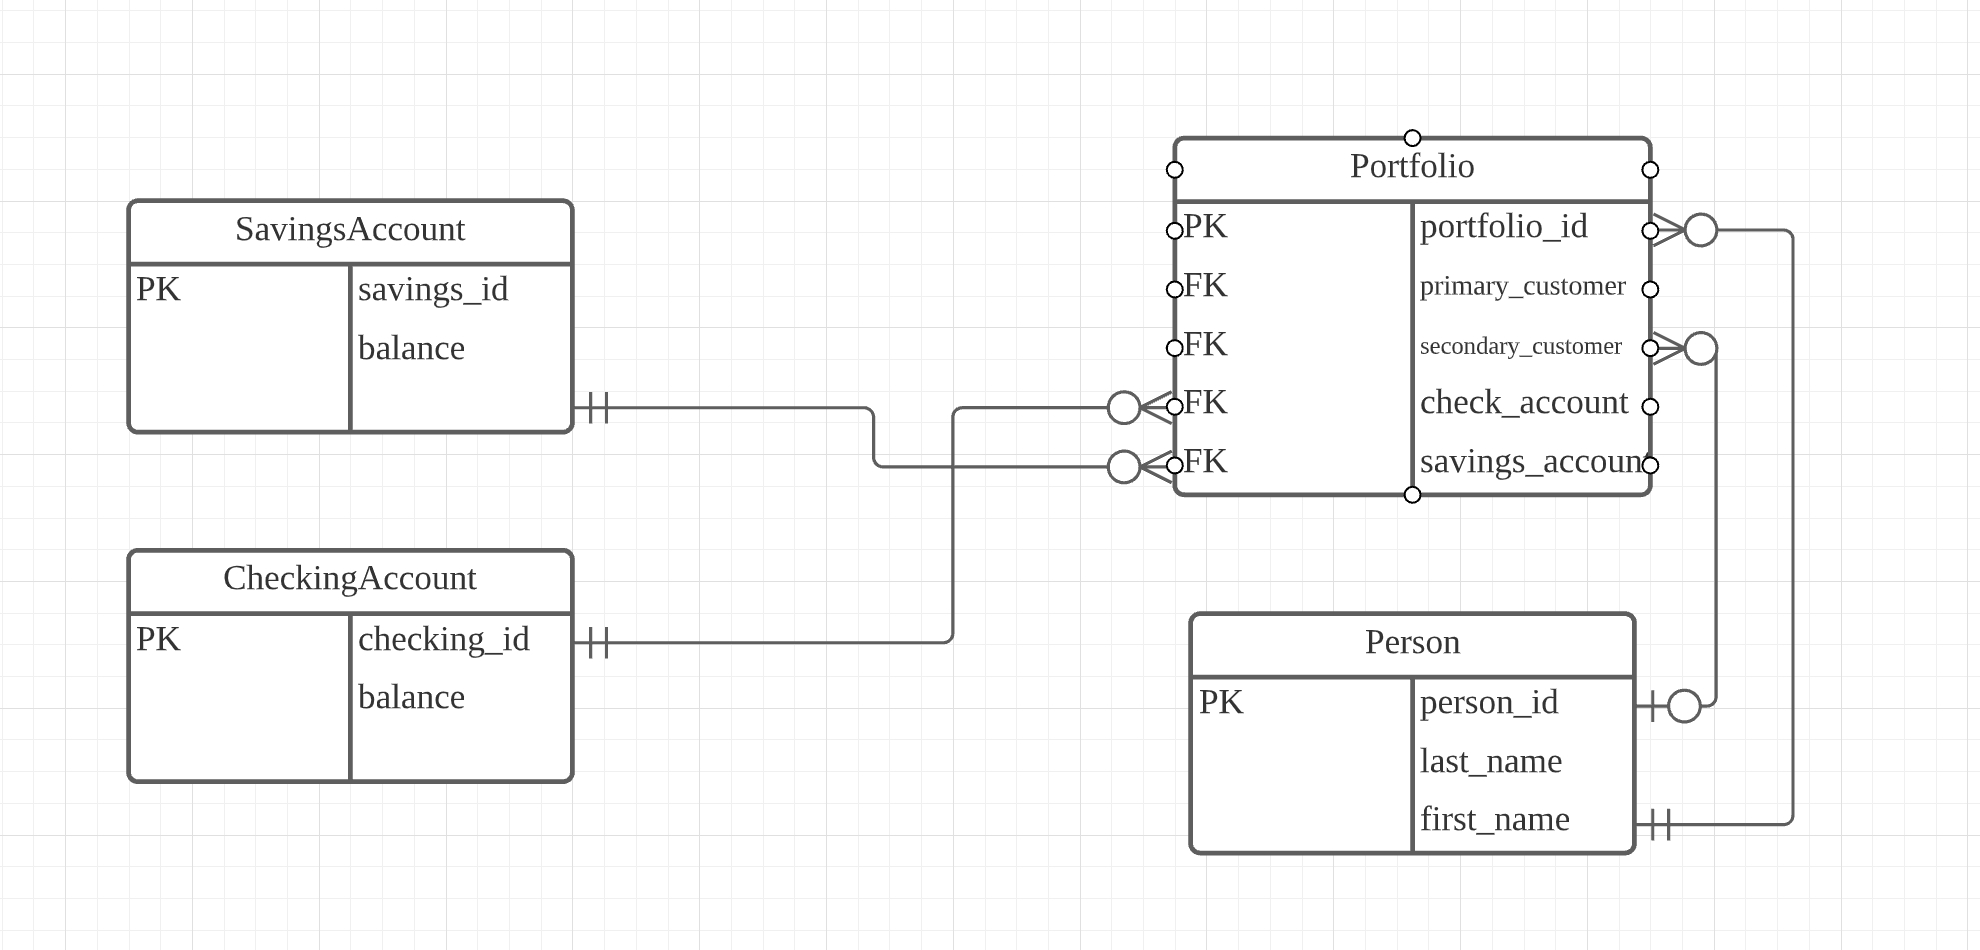 Portfolio
PK portfolio_id
FK primary_customer
FK secondary_customer
FK check_account
FK savings_account
SavingsAccount
PK savings_id
balance
CheckingAccount
PK checking_id
balance
Person
PK person_id
last_name
first_name